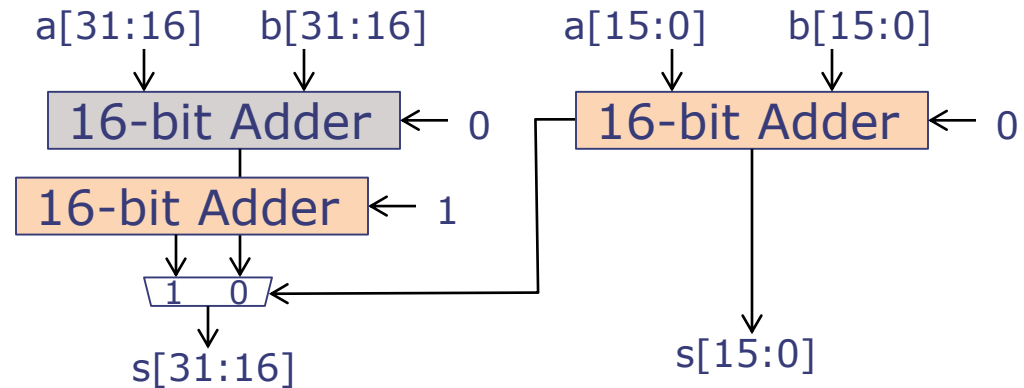 a[31:16] b[31:16] a[15:0] b[15:0]
16-bit Adder 0 16-bit Adder 0
16-bit Adder 1
1 0
s[31:16] s[15:0]